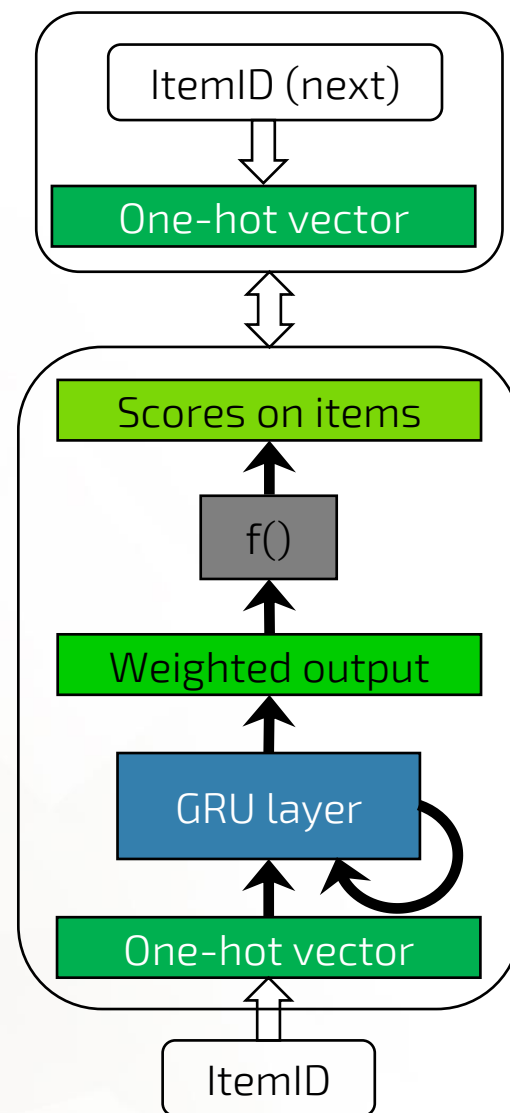 ItemID (next)
One-hot vector
Scores on items
f()
Weighted output
GRU layer
One-hot vector
ItemID